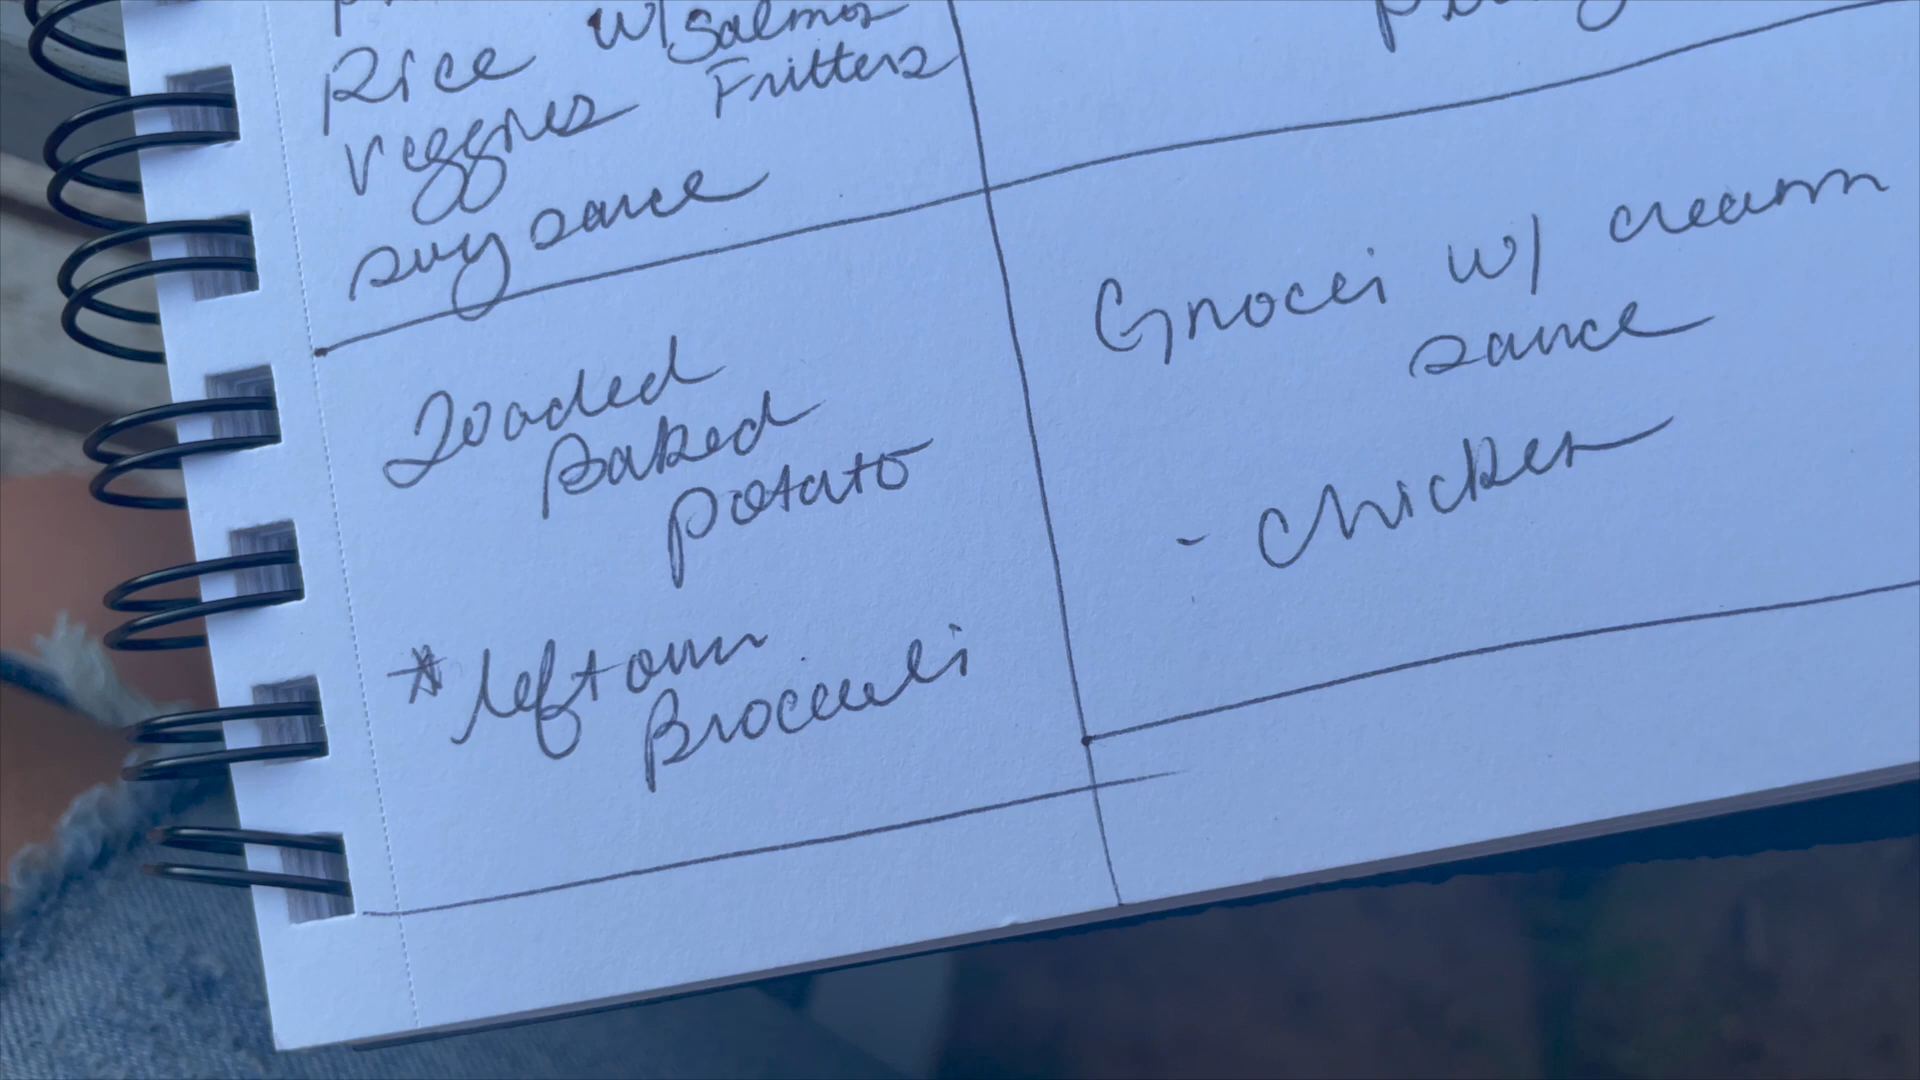 Rice w/ Salmon
Veggies Fritters
soy sauce
Loaded
Baked
potato
* leftover
Broccoli
Gnocci w/ cream
sauce
- chicken